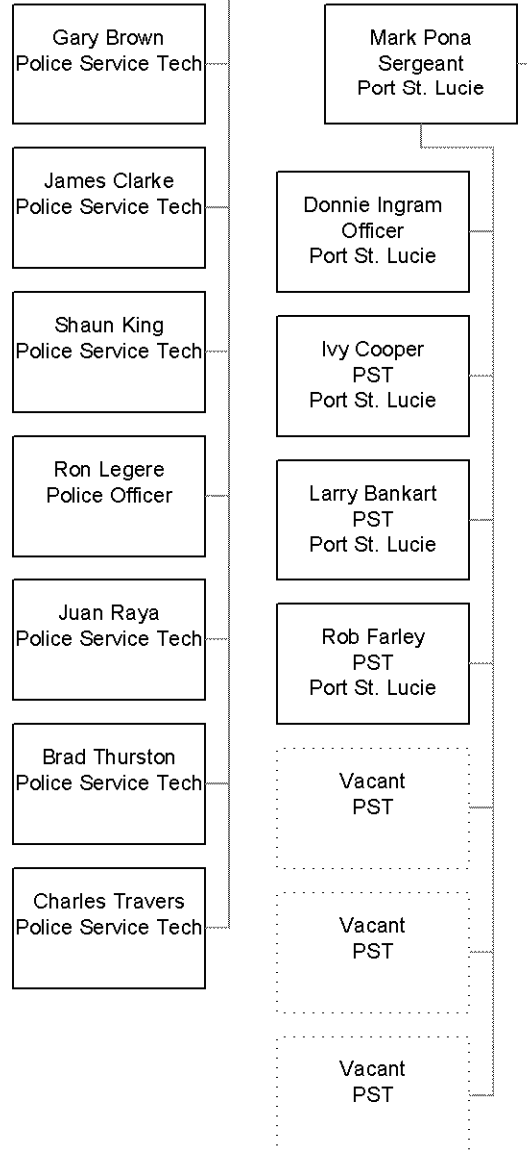 Gary Brown
Police Service Tech
James Clarke
Police Service Tech
Shaun King
Police Service Tech
Ron Legere
Police Officer
Juan Raya
Police Service Tech
Brad Thurston
Police Service Tech
Charles Travers
Police Service Tech
Mark Pona
Sergeant
Port St. Lucie
Donnie Ingram
Officer
Port St. Lucie
Ivy Cooper
PST
Port St. Lucie
Larry Bankart
PST
Port St. Lucie
Rob Farley
PST
Port St. Lucie
Vacant
PST
Vacant
PST
Vacant
PST